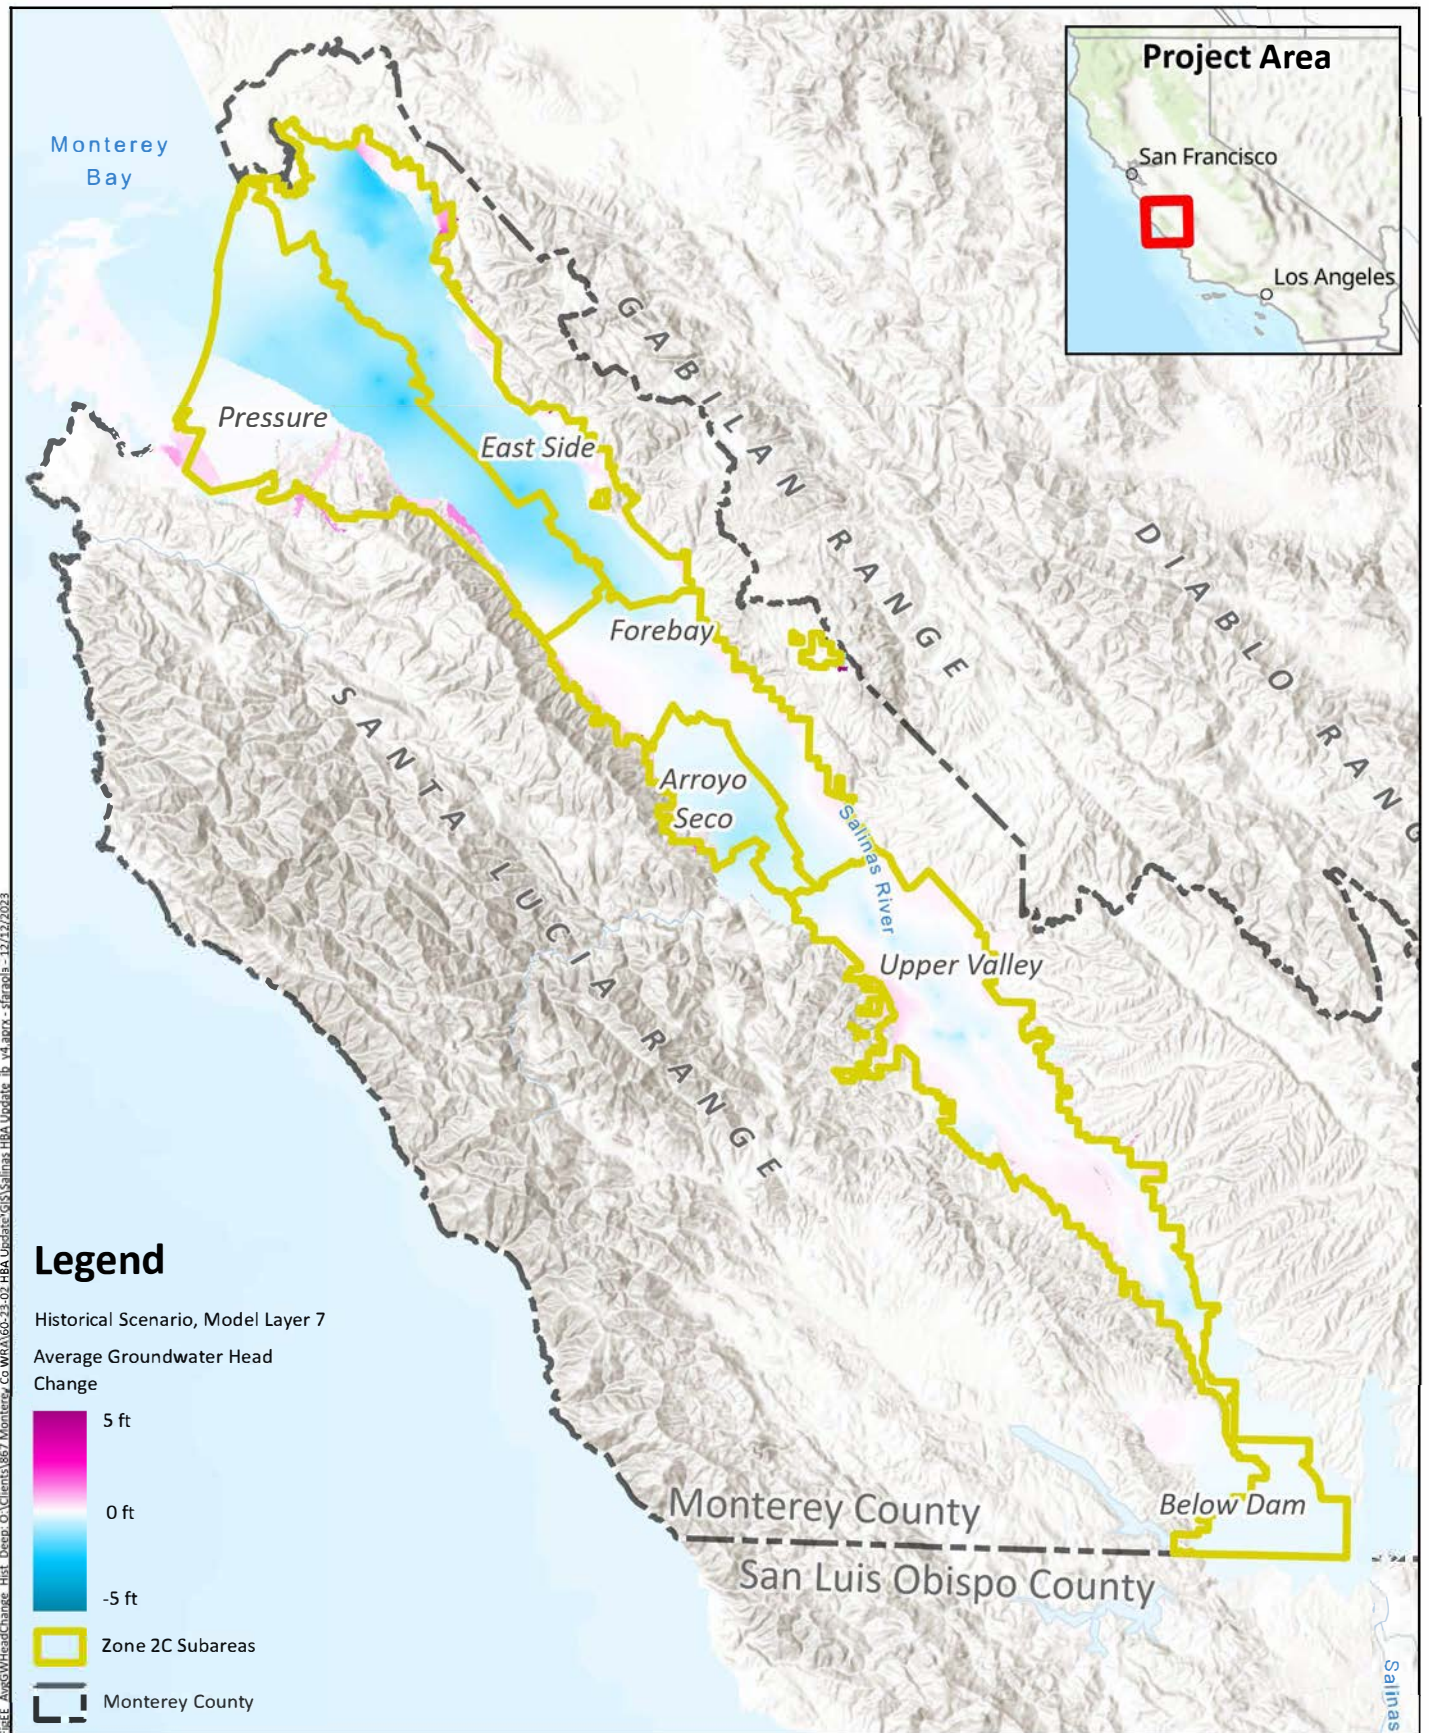 Project Area
San Francisco
Los Angeles
Monterey
Bay
GABILAN RANGE
DIABLO RANG
Pressure
East Side
Forebay
Arroyo
Seco
Salinas River
Upper Valley
SANTA LUCIA RANGE
Below Dam
Monterey County
San Luis Obispo County
Salinas
Legend
Historical Scenario, Model Layer 7
Average Groundwater Head
Change
5 ft
0 ft
-5 ft
Zone 2C Subareas
Monterey County